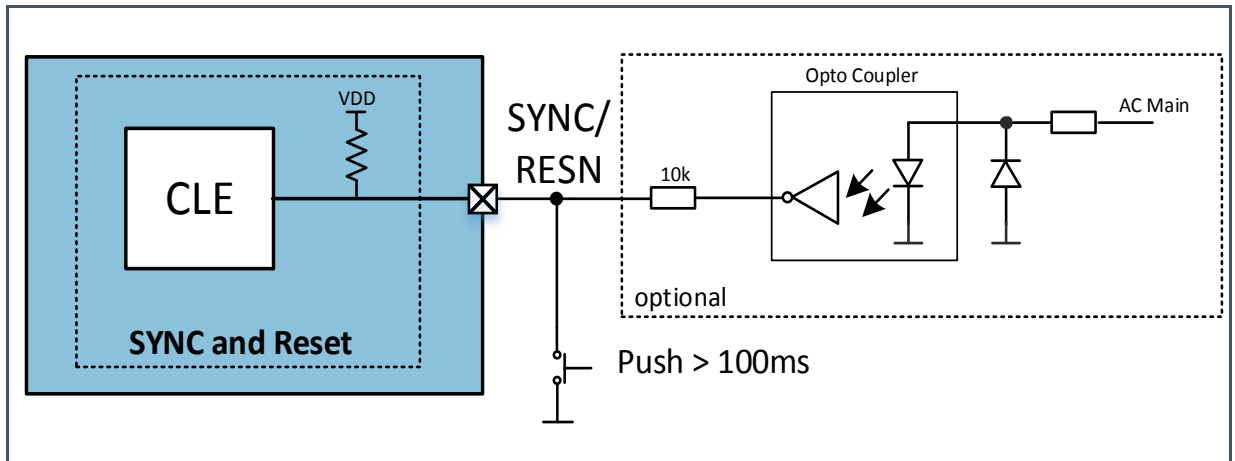 VDD
CLE
SYNC and Reset
SYNC/
RESN
Push > 100ms
10k
Opto Coupler
AC Main
optional